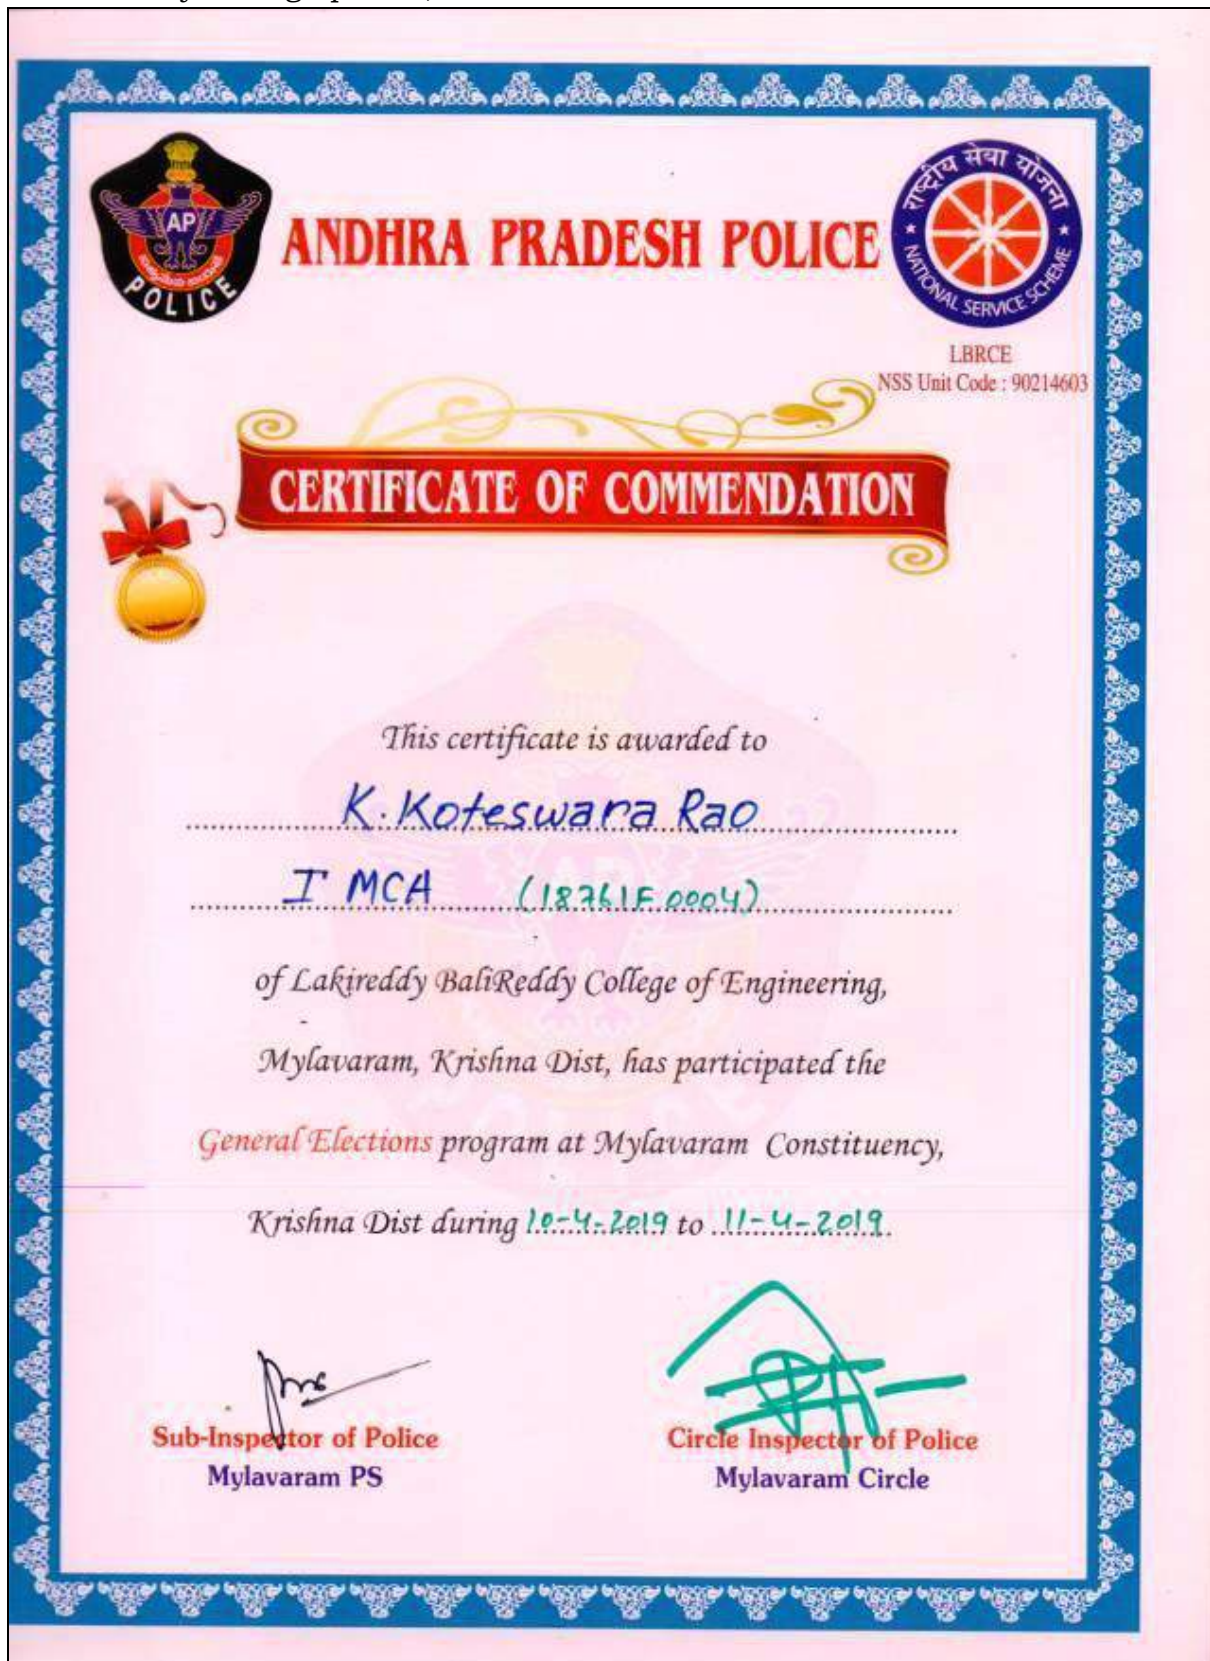 AP
POLICE
ANDHRA PRADESH POLICE
राष्ट्रीय सेवा योजना
NATIONAL SERVICE SCHEME
LBRCE
NSS Unit Code : 90214603
CERTIFICATE OF COMMENDATION
This certificate is awarded to
K. Koteswara Rao
I MCA (18761F0004)
of Lakireddy BaliReddy College of Engineering,
Mylavaram, Krishna Dist, has participated the
General Elections program at Mylavaram Constituency,
Krishna Dist during 10-4-2019 to 11-4-2019.
Sub-Inspector of Police
Mylavaram PS
Circle Inspector of Police
Mylavaram Circle